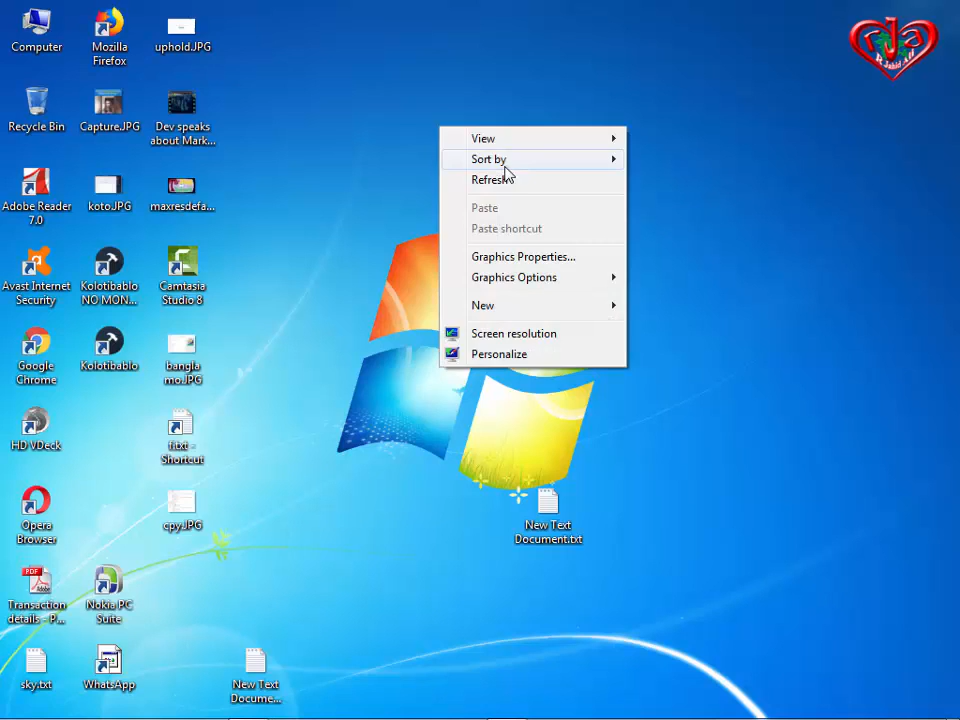 Computer
Mozilla
Firefox
uphold.JPG
Recycle Bin
Capture.JPG
Dev speaks
about Mark...
Adobe Reader
7.0
koto.JPG
maxresdefa...
Avast Internet
Security
Kolotibablo
NO MON...
Camtasia
Studio 8
Google
Chrome
Kolotibablo
bangla
mo.JPG
HD VDeck
Shortcut
Opera
Browser
cpy.JPG
Transaction
details - P...
Nokia PC
Suite
sky.txt
WhatsApp
New Text
Docume...
New Text
Document.txt
View
Sort by
Refresh
Paste
Paste shortcut
Graphics Properties...
Graphics Options
New
Screen resolution
Personalize
rja
R Jahid Ali